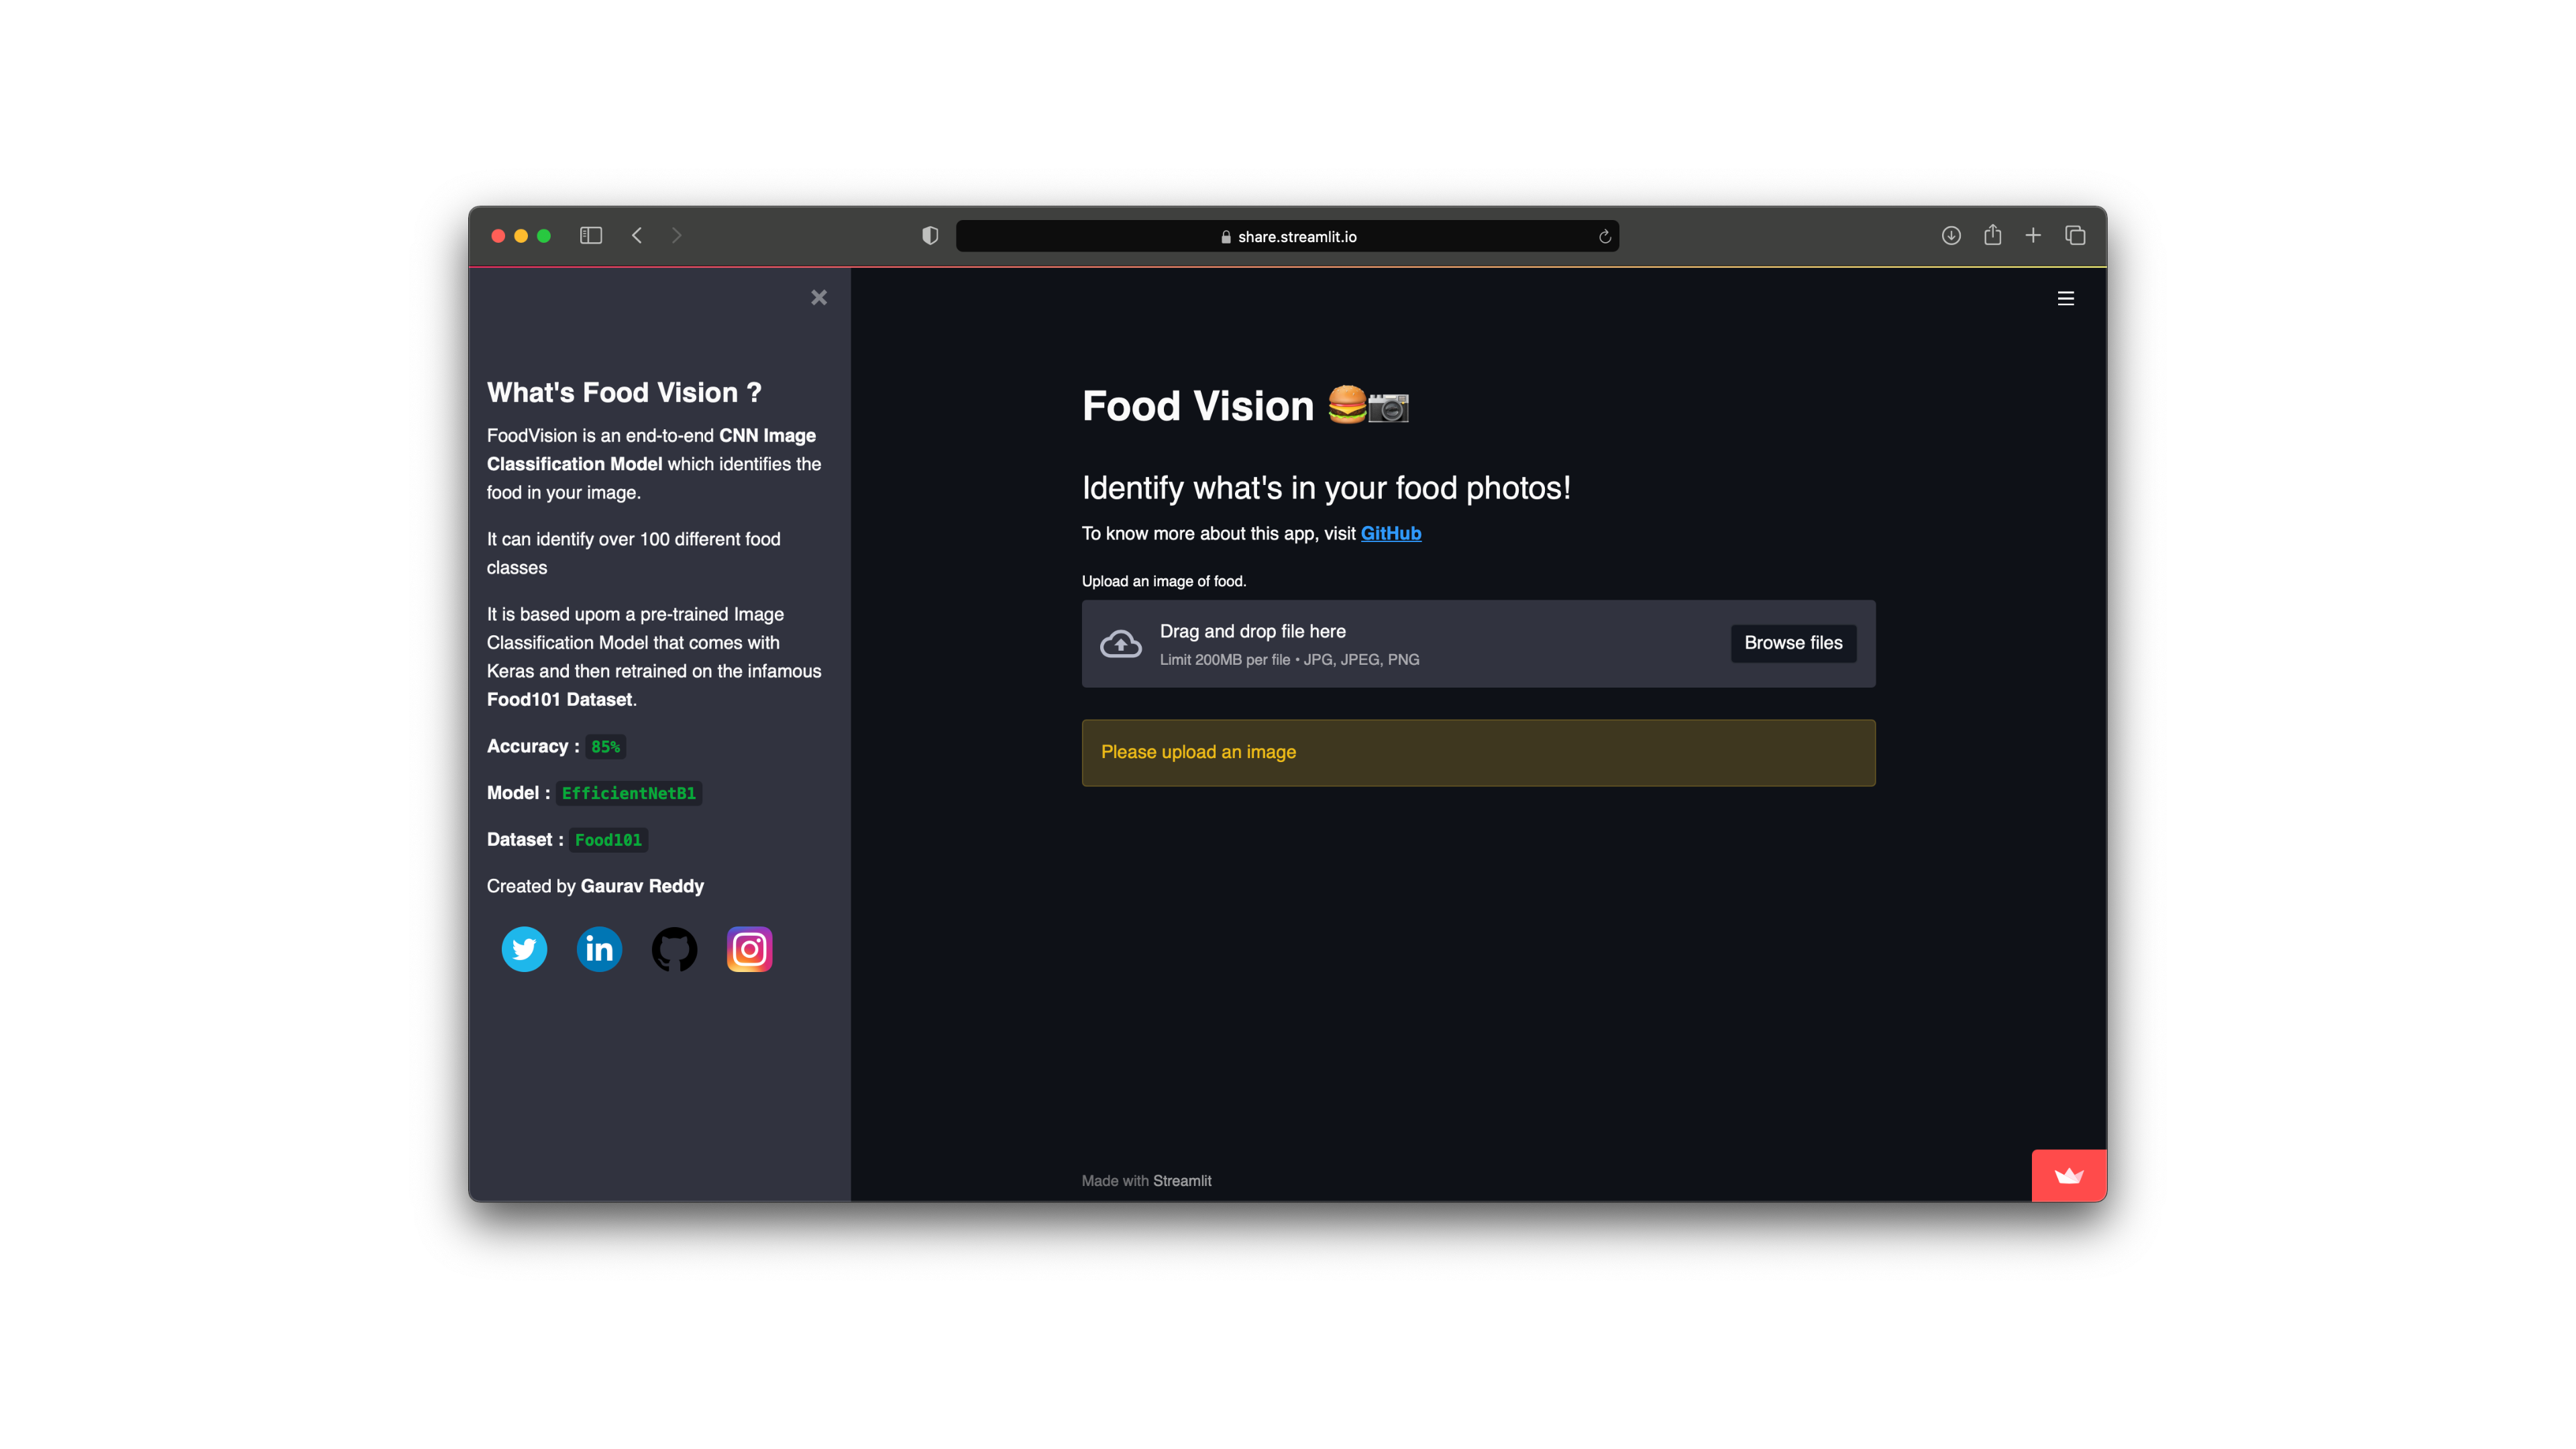 share.streamlit.io
What's Food Vision ?
FoodVision is an end-to-end CNN Image
Classification Model which identifies the
food in your image.
It can identify over 100 different food
classes
It is based upom a pre-trained Image
Classification Model that comes with
Keras and then retrained on the infamous
Food101 Dataset.
Accuracy : 85%
Model : EfficientNetB1
Dataset : Food101
Created by Gaurav Reddy
in
Food Vision 🍔📷
Identify what's in your food photos!
To know more about this app, visit GitHub
Upload an image of food.
Drag and drop file here
Limit 200MB per file • JPG, JPEG, PNG
Browse files
Please upload an image
Made with Streamlit